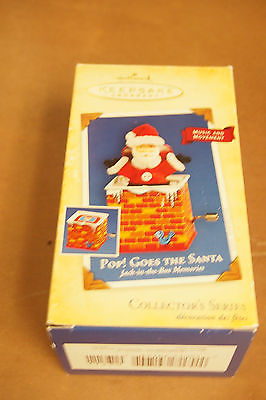 Hallmark
KEEPSAKE
ORNAMENT
MUSIC AND
MOVEMENT
POP! GOES THE SANTA
Jack-in-the-Box Memories
COLLECTOR'S SERIES
décoration des fêtes